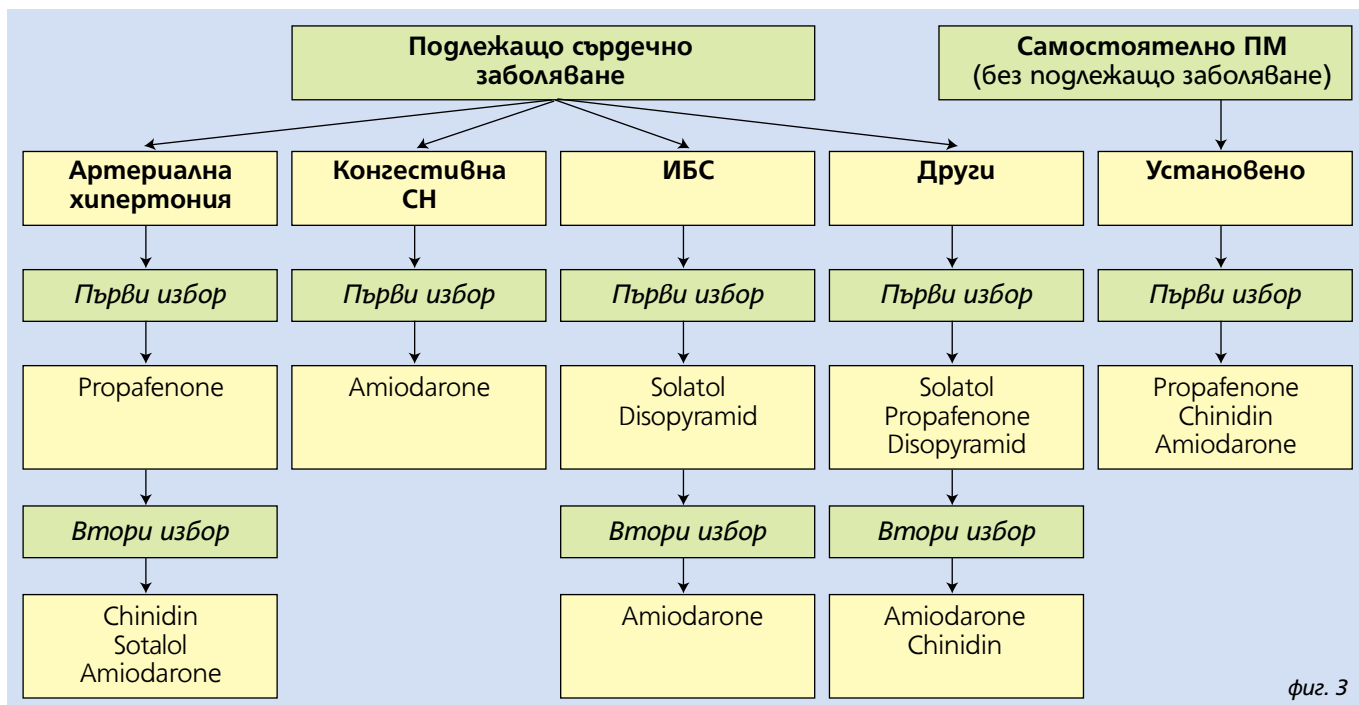 Подлежащо сърдечно
заболяване
Самостоятелно ПМ
(без подлежащо заболяване)
Артериална
хипертония
Конгестивна
СН
ИБС
Други
Установено
Първи избор
Първи избор
Първи избор
Първи избор
Първи избор
Propafenone
Amiodarone
Solatol
Disopyramid
Solatol
Propafenone
Disopyramid
Propafenone
Chinidin
Amiodarone
Втори избор
Втори избор
Втори избор
Chinidin
Sotalol
Amiodarone
Amiodarone
Amiodarone
Chinidin
фиг. 3